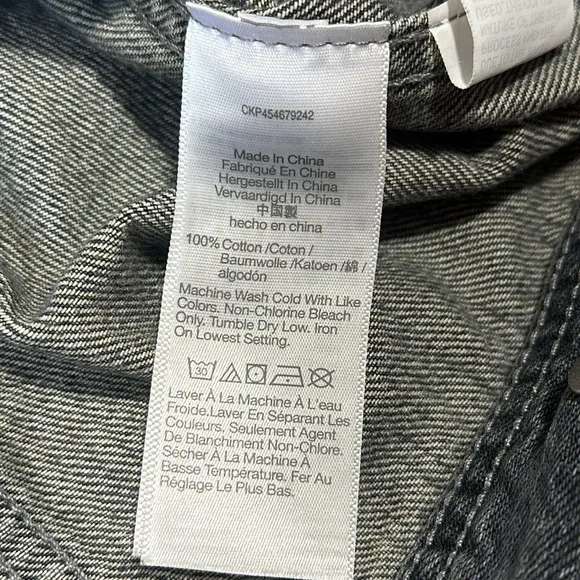 CKP454679242
Made In China
Fabriqué En Chine
Hergestellt In China
Vervaardigd In China
中国製
hecho en china
100% Cotton /Coton /
Baumwolle /Katoen /綿 /
algodón
Machine Wash Cold With Like
Colors. Non-Chlorine Bleach
Only. Tumble Dry Low. Iron
On Lowest Setting.
30
Laver À La Machine À L'eau
Froide.Laver En Séparant Les
Couleurs. Seulement Agent
De Blanchiment Non-Chlore.
Sécher À La Machine À
Basse Température. Fer Au
Réglage Le Plus Bas.